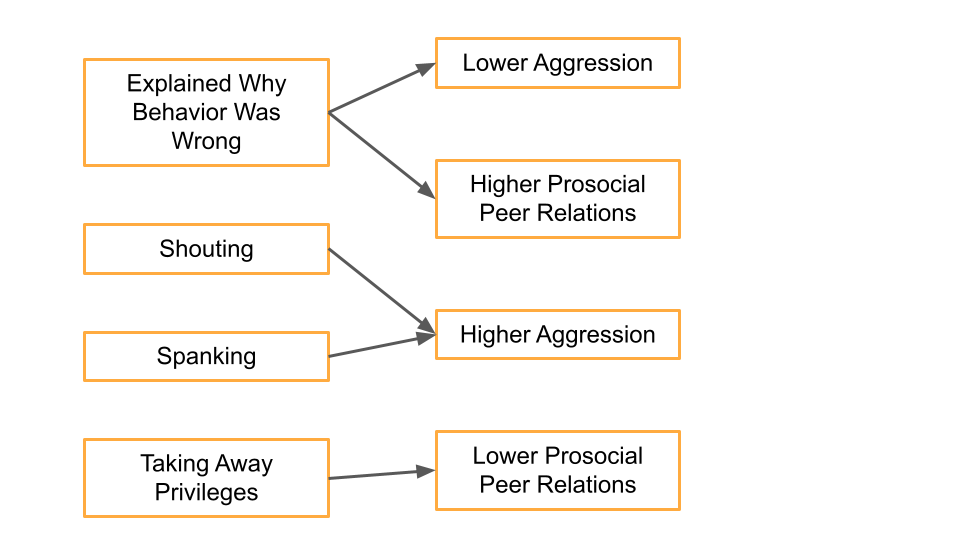 Explained Why
Behavior Was
Wrong
Lower Aggression
Higher Prosocial
Peer Relations
Shouting
Spanking
Higher Aggression
Taking Away
Privileges
Lower Prosocial
Peer Relations